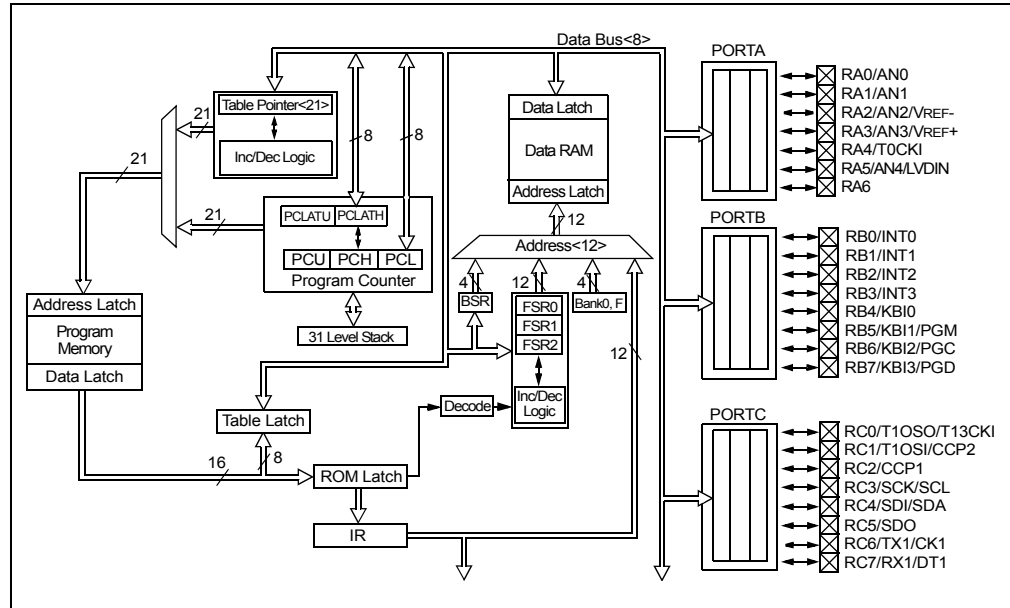 Data Bus<8>
PORTA
RA0/AN0
RA1/AN1
RA2/AN2/VREF-
RA3/AN3/VREF+
RA4/T0CKI
RA5/AN4/LVDIN
RA6
Table Pointer<21>
Inc/Dec Logic
21
21
21
8
8
Data Latch
Data RAM
Address Latch
12
Address<12>
PCLATU
PCLATH
PCU
PCH
PCL
Program Counter
31 Level Stack
4
12
4
BSR
FSR0
FSR1
FSR2
Bank0, F
12
Inc/Dec
Logic
Decode
Address Latch
Program
Memory
Data Latch
Table Latch
16
8
ROM Latch
IR
PORTB
RB0/INT0
RB1/INT1
RB2/INT2
RB3/INT3
RB4/KBI0
RB5/KBI1/PGM
RB6/KBI2/PGC
RB7/KBI3/PGD
PORTC
RC0/T1OSO/T13CKI
RC1/T1OSI/CCP2
RC2/CCP1
RC3/SCK/SCL
RC4/SDI/SDA
RC5/SDO
RC6/TX1/CK1
RC7/RX1/DT1